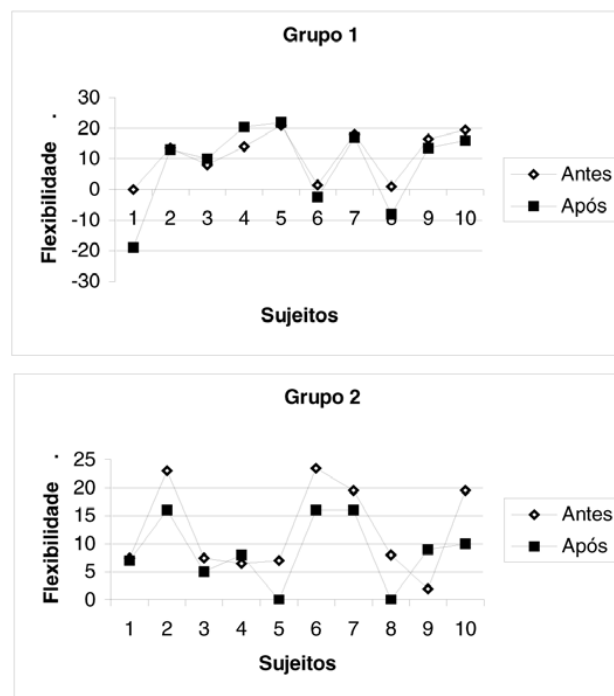 Grupo 1
30
20
10
0
-10
-20
-30
Flexibilidade .
1 2 3 4 5 6 7 8 9 10
Sujeitos
Antes
Após
Grupo 2
25
20
15
10
5
0
Flexibilidade .
1 2 3 4 5 6 7 8 9 10
Sujeitos
Antes
Após